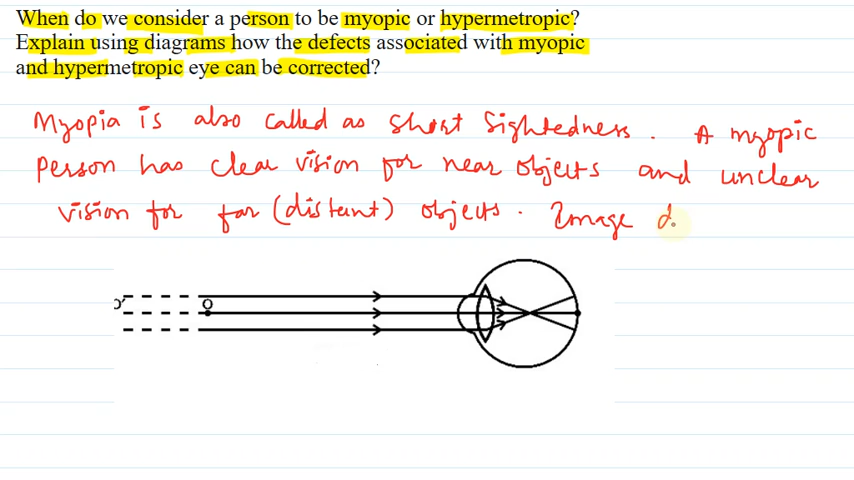 When do we consider a person to be myopic or hypermetropic?
Explain using diagrams how the defects associated with myopic
and hypermetropic eye can be corrected?
Myopia is also called as short sightedness. A myopic
person has clear vision for near objects and unclear
vision for far (distant) objects. Image
O' O